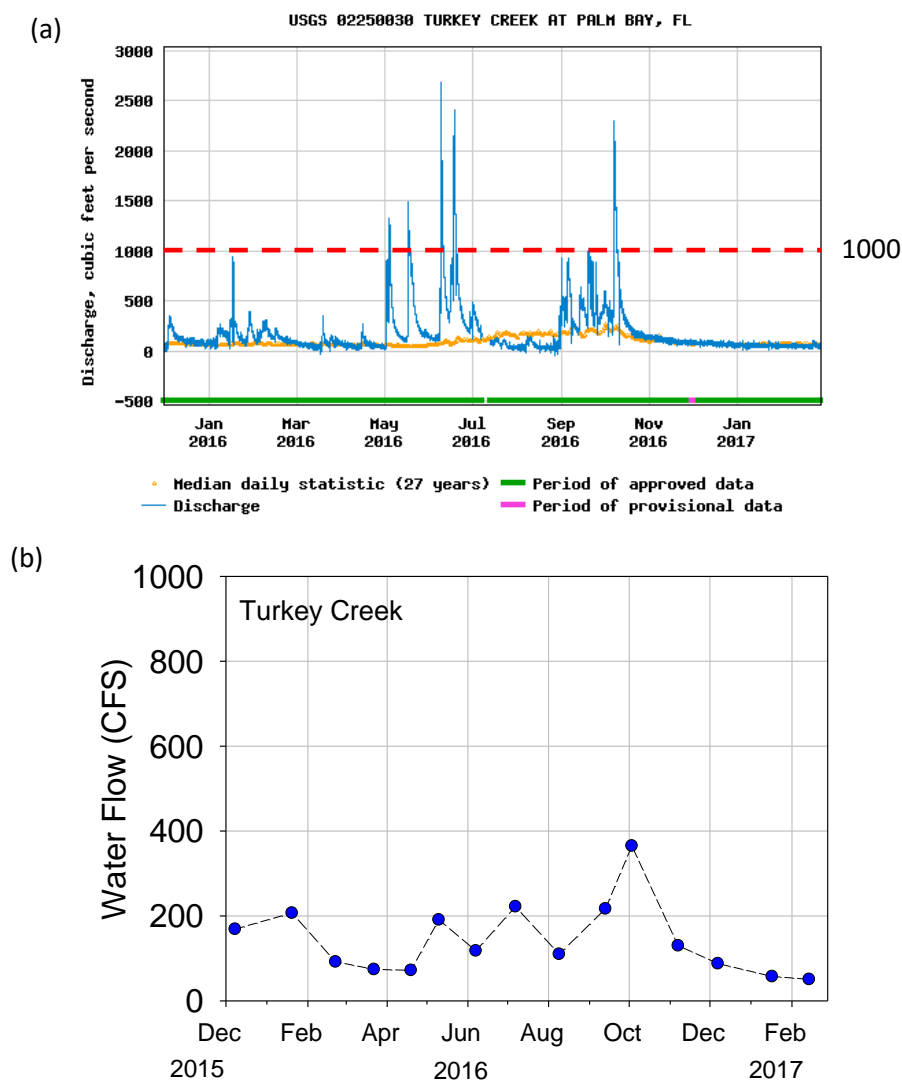 (a)
USGS 02250030 TURKEY CREEK AT PALM BAY, FL
Discharge, cubic feet per second
3000
2500
2000
1500
1000
500
0
-500
1000
Jan Mar May Jul Sep Nov Jan
2016 2016 2016 2016 2016 2016 2017
Median daily statistic (27 years) Period of approved data
Discharge Period of provisional data
(b)
Turkey Creek
Water Flow (CFS)
1000
800
600
400
200
0
Dec Feb Apr Jun Aug Oct Dec Feb
2015 2016 2017